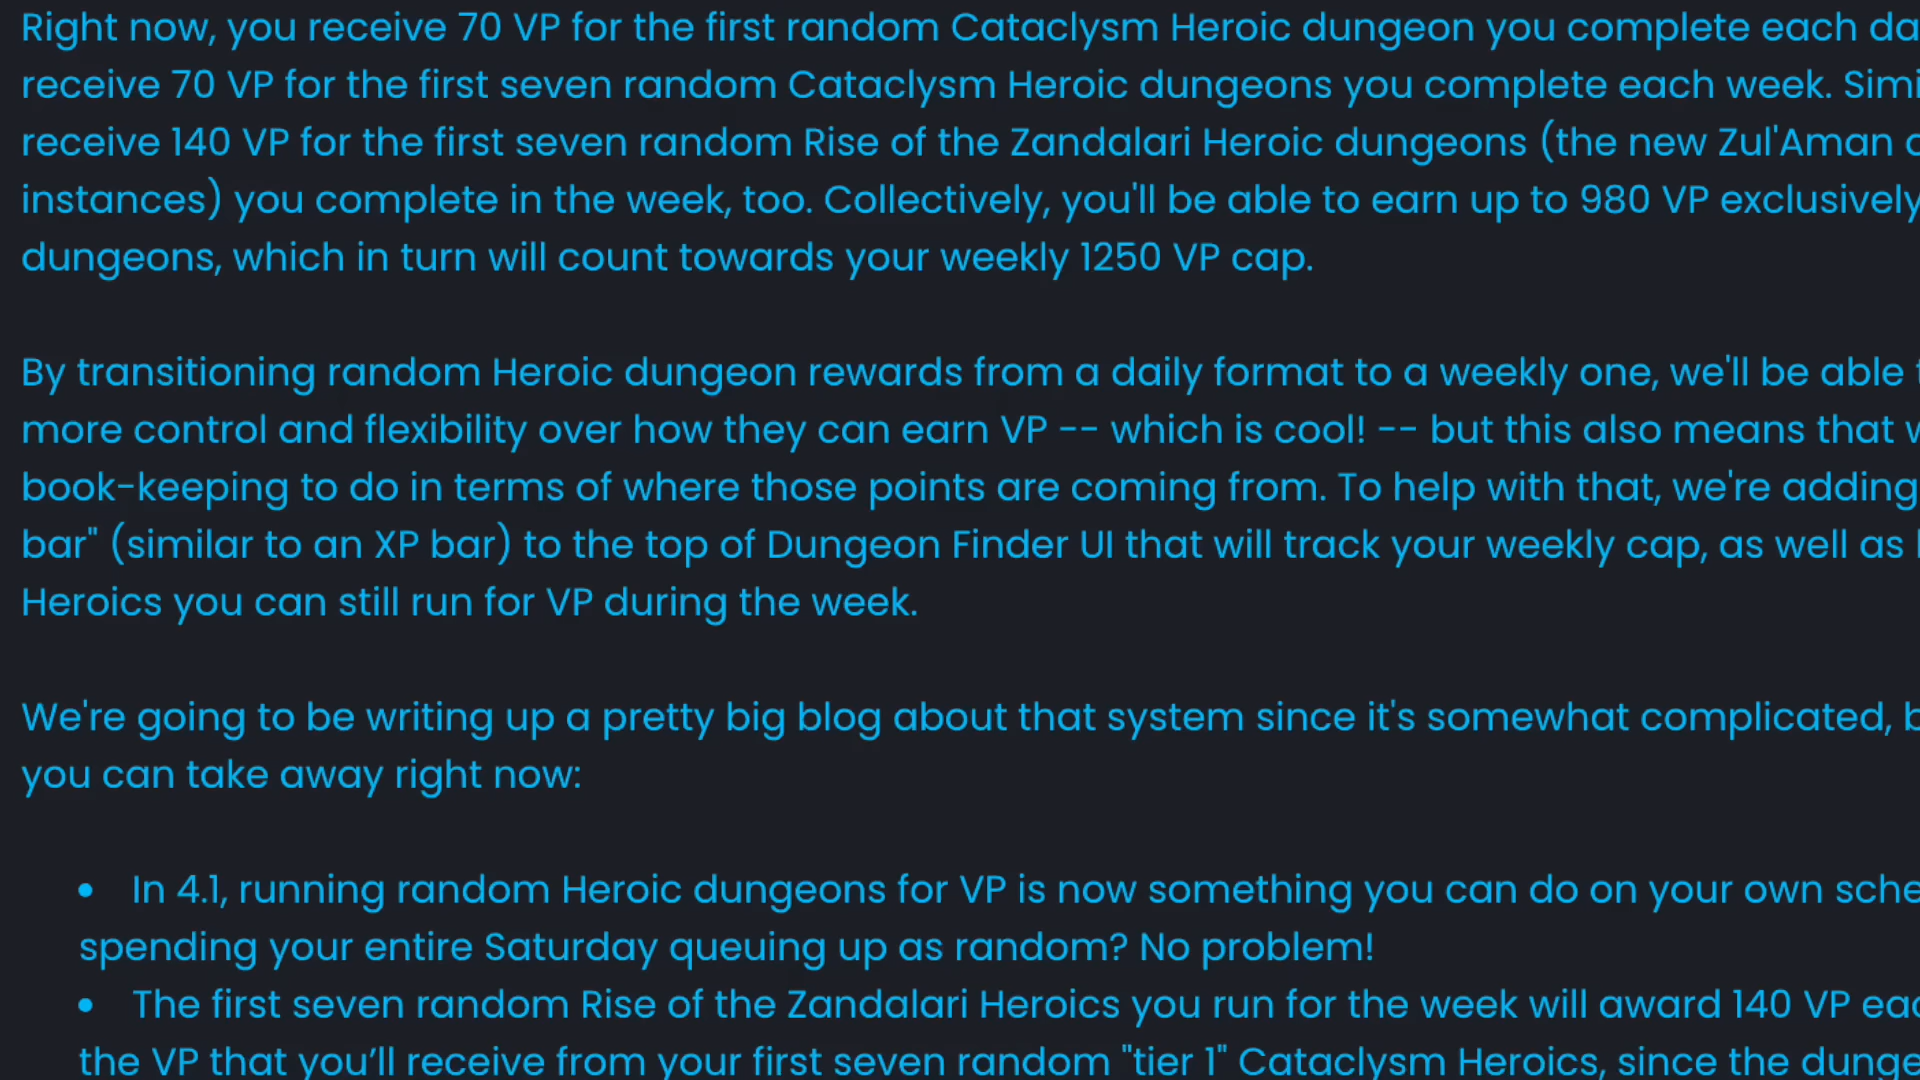 Right now, you receive 70 VP for the first random Cataclysm Heroic dungeon you complete each
receive 70 VP for the first seven random Cataclysm Heroic dungeons you complete each week.
receive 140 VP for the first seven random Rise of the Zandalari Heroic dungeons (the new Zul'Aman
instances) you complete in the week, too. Collectively, you'll be able to earn up to 980 VP exclusively
dungeons, which in turn will count towards your weekly 1250 VP cap.
By transitioning random Heroic dungeon rewards from a daily format to a weekly one, we'll be able
more control and flexibility over how they can earn VP -- which is cool! -- but this also means that
book-keeping to do in terms of where those points are coming from. To help with that, we're adding
bar" (similar to an XP bar) to the top of Dungeon Finder UI that will track your weekly cap, as well as
Heroics you can still run for VP during the week.
We're going to be writing up a pretty big blog about that system since it's somewhat complicated,
you can take away right now:
• In 4.1, running random Heroic dungeons for VP is now something you can do on your own
spending your entire Saturday queuing up as random? No problem!
• The first seven random Rise of the Zandalari Heroics you run for the week will award 140 VP
the VP that you’ll receive from your first seven random "tier 1" Cataclysm Heroics, since the